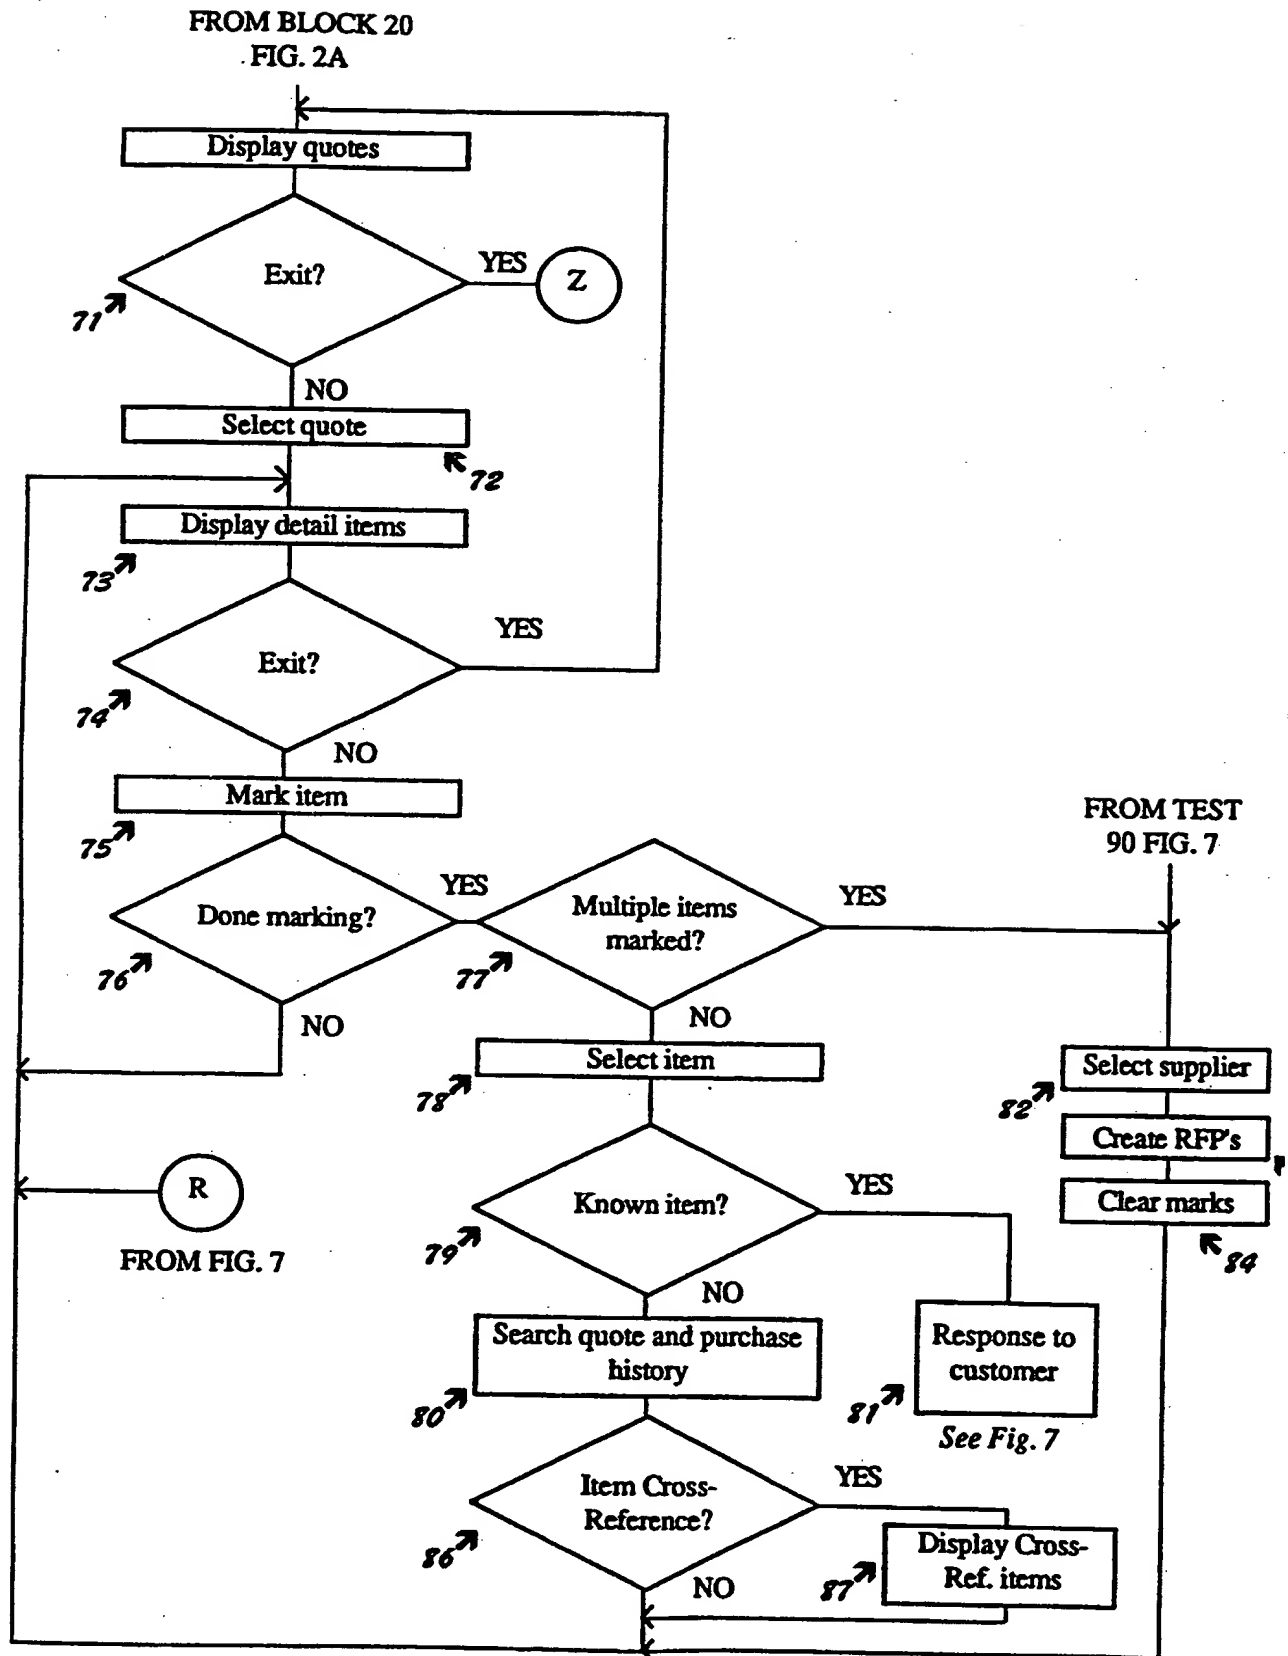 FROM BLOCK 20
FIG. 2A
Display quotes
Exit?
YES
Z
71
NO
Select quote
72
Display detail items
73
Exit?
YES
74
NO
Mark item
75
Done marking?
YES
76
NO
Multiple items
marked?
YES
77
NO
FROM TEST
90 FIG. 7
Select item
78
Select supplier
82
Create RFP's
Clear marks
84
R
FROM FIG. 7
Known item?
YES
79
NO
Search quote and purchase
history
80
Response to
customer
81
See Fig. 7
Item Cross-
Reference?
YES
86
NO
Display Cross-
Ref. items
87